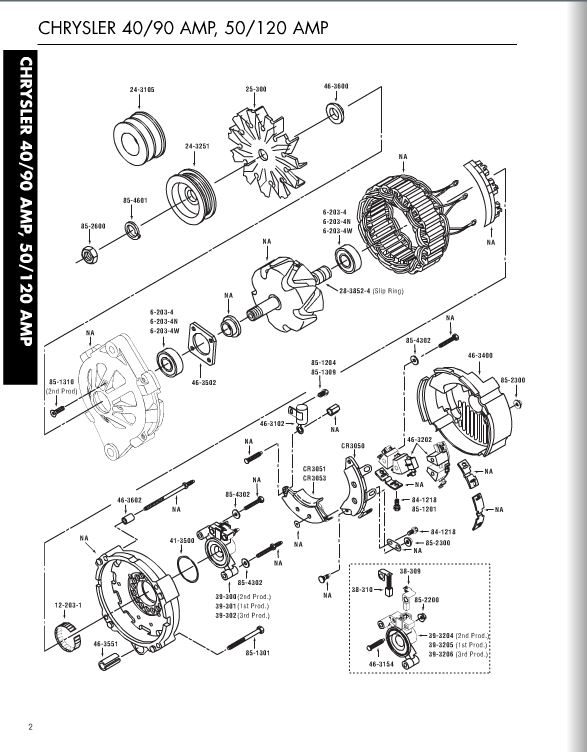 CHRYSLER 40/90 AMP, 50/120 AMP
CHRYSLER 40/90 AMP, 50/120 AMP
24-3105
25-300
46-3600
24-3251
NA
85-4601
85-2600
6-203-4
6-203-4N
6-203-4W
NA
NA
28-3852-4 (Slip Ring)
NA
6-203-4
6-203-4N
6-203-4W
NA
NA
85-4302
46-3400
46-3502
85-1310
(2nd Prod)
85-1204
85-1309
85-2300
46-3102
NA
NA
CR3050
46-3202
CR3051
CR3053
NA
NA
NA
85-4302
46-3602
NA
84-1218
85-1201
NA
NA
41-3500
NA
84-1218
85-2300
NA
NA
85-4302
38-309
38-310
NA
39-300 (2nd Prod.)
39-301 (1st Prod.)
39-302 (3rd Prod.)
85-2200
12-203-1
39-3204 (2nd Prod.)
39-3205 (1st Prod.)
39-3206 (3rd Prod.)
46-3551
85-1301
46-3154
2